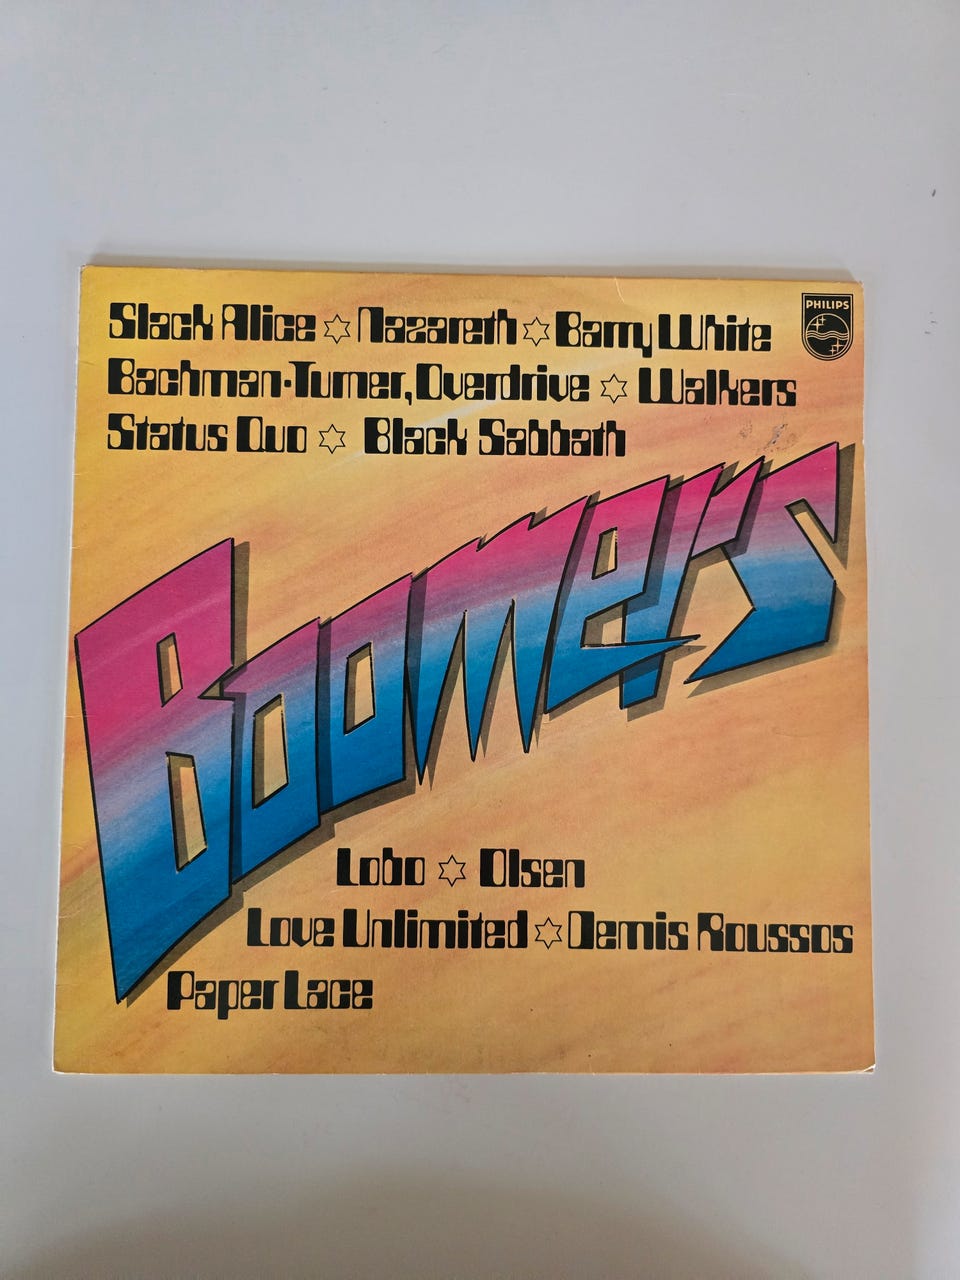 PHILIPS
Slack Alice ✡ Nazareth ✡ Barry White
Bachman-Turner, Overdrive ✡ Walkers
Status Quo ✡ Black Sabbath
Boomers
Lobo ✡ Olsen
Love Unlimited ✡ Demis Roussos
Paper Lace